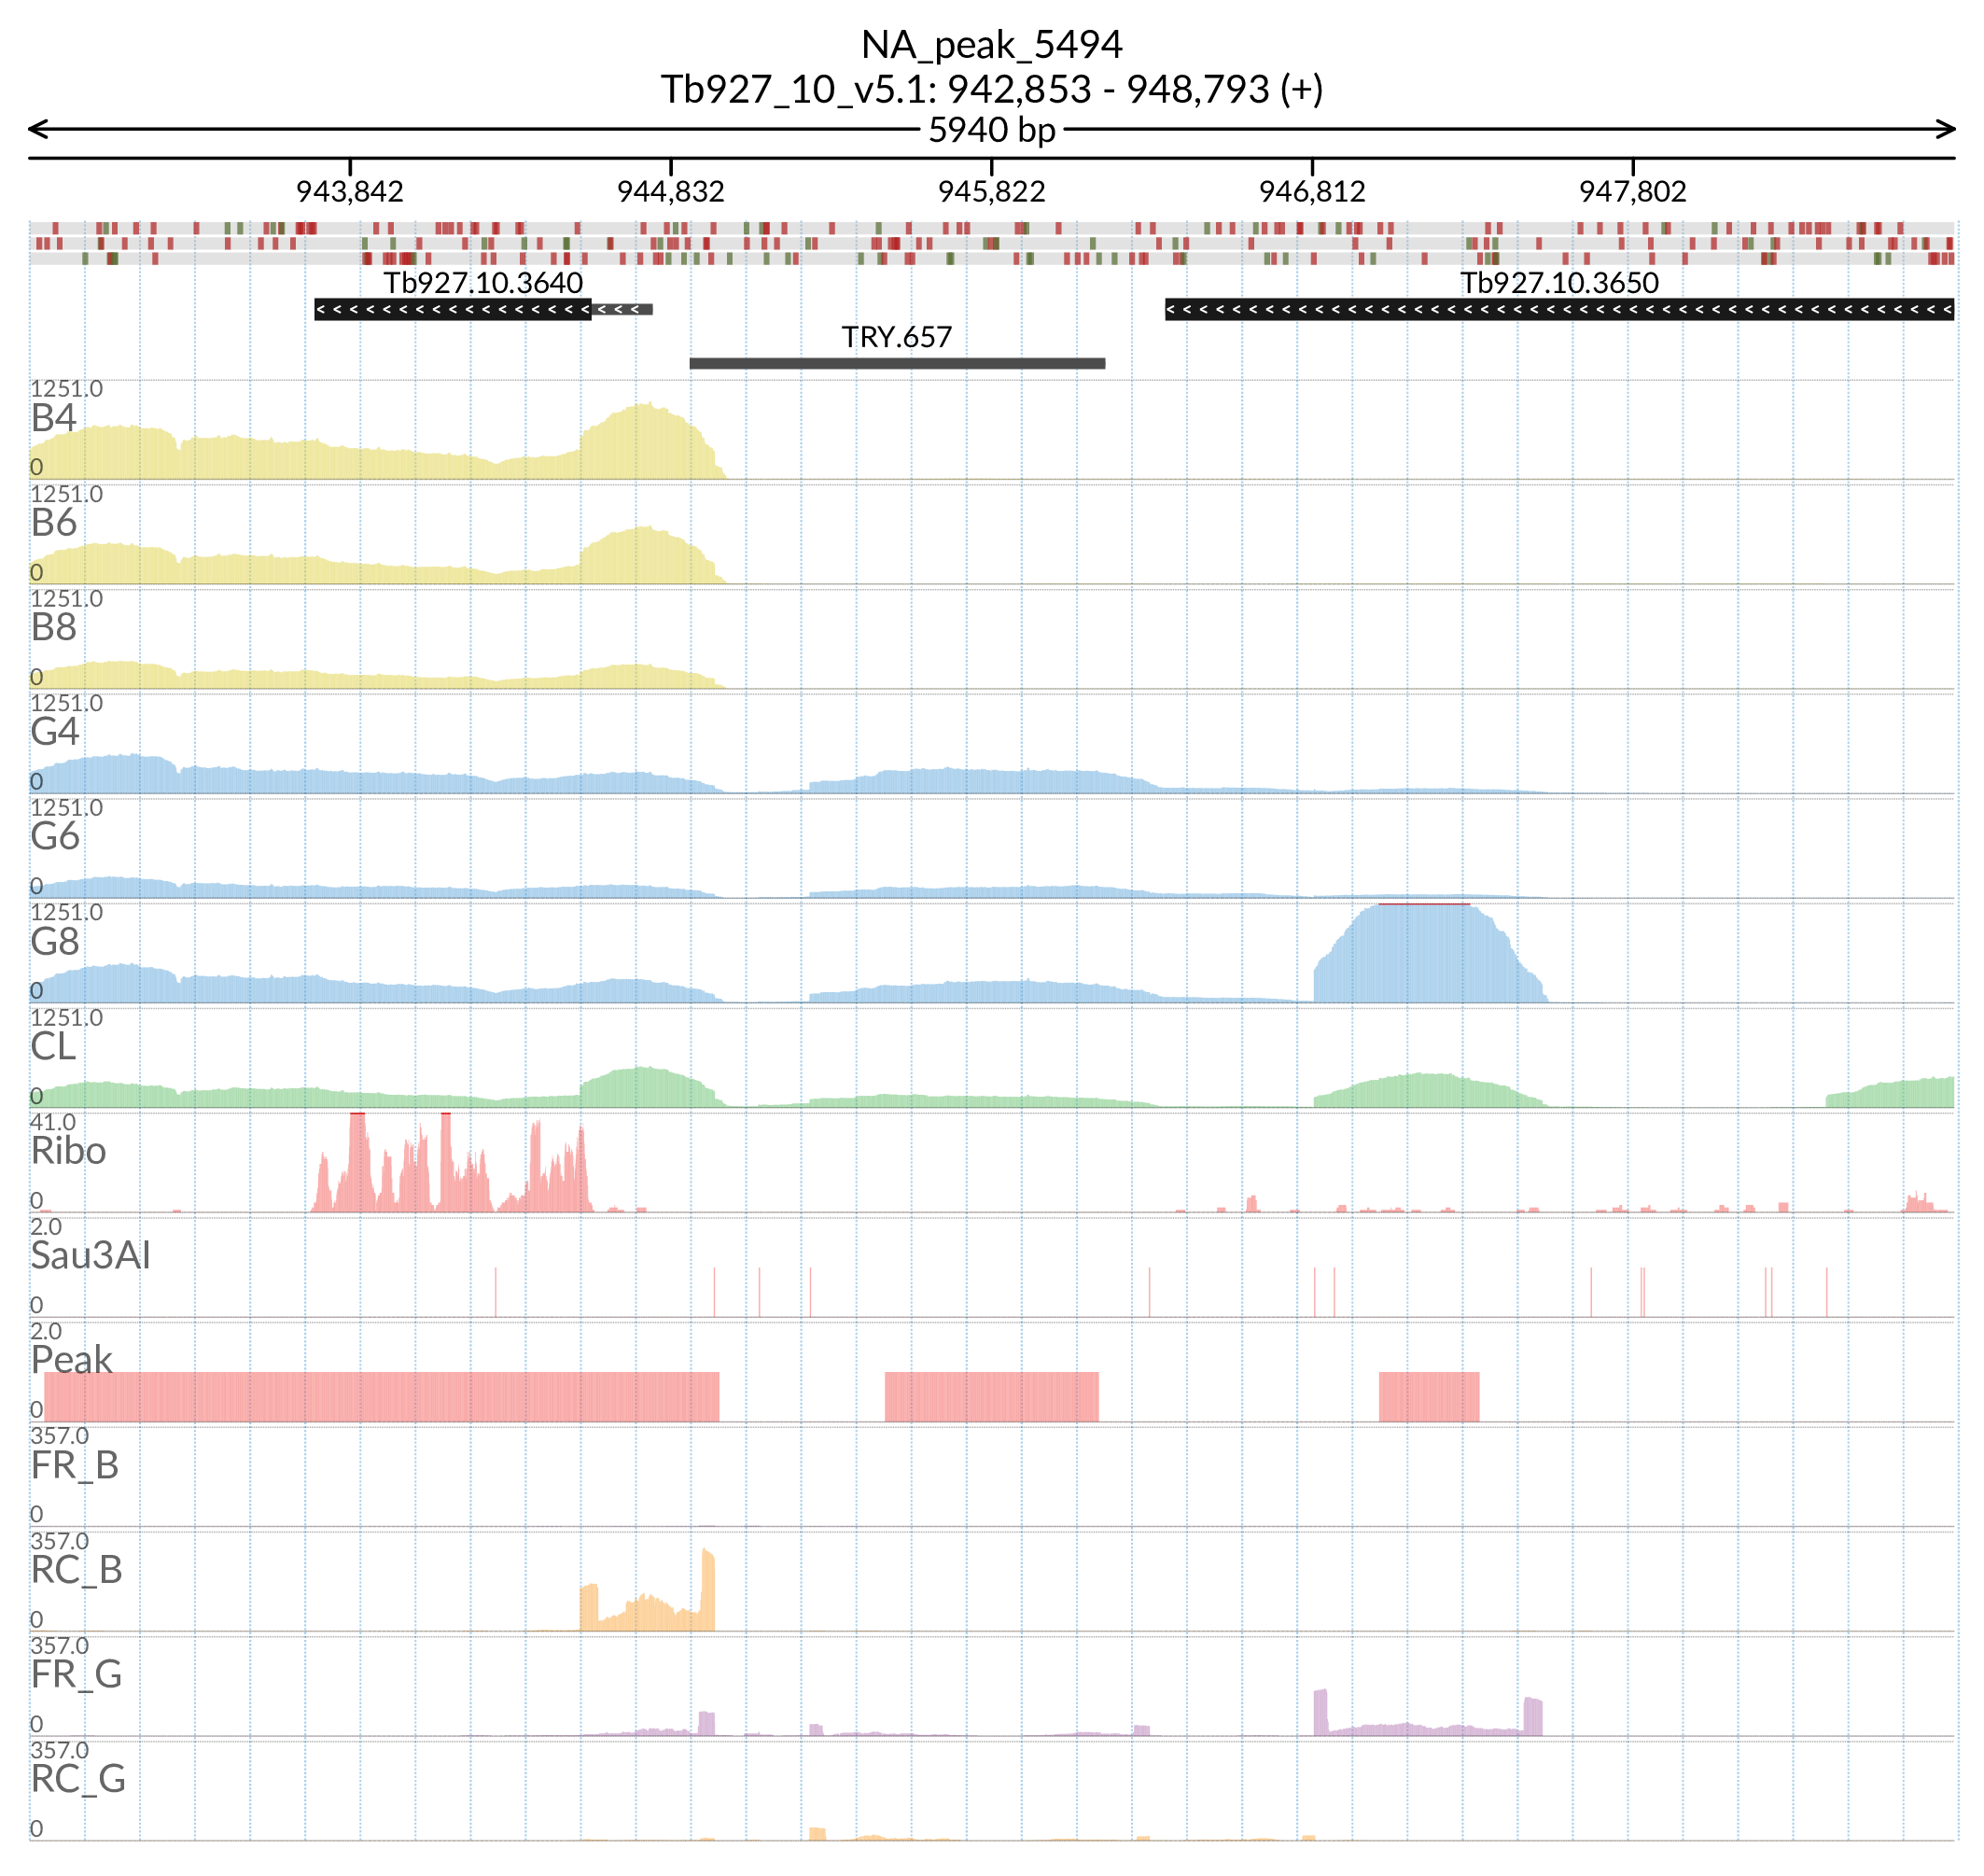 NA_peak_5494
Tb927_10_v5.1: 942,853 - 948,793 (+)
5940 bp
943,842 944,832 945,822 946,812 947,802
Tb927.10.3640 Tb927.10.3650
TRY.657
1251.0
B4
0
1251.0
B6
0
1251.0
B8
0
1251.0
G4
0
1251.0
G6
0
1251.0
G8
0
1251.0
CL
0
41.0
Ribo
0
2.0
Sau3AI
0
2.0
Peak
0
357.0
FR_B
0
357.0
RC_B
0
357.0
FR_G
0
357.0
RC_G
0